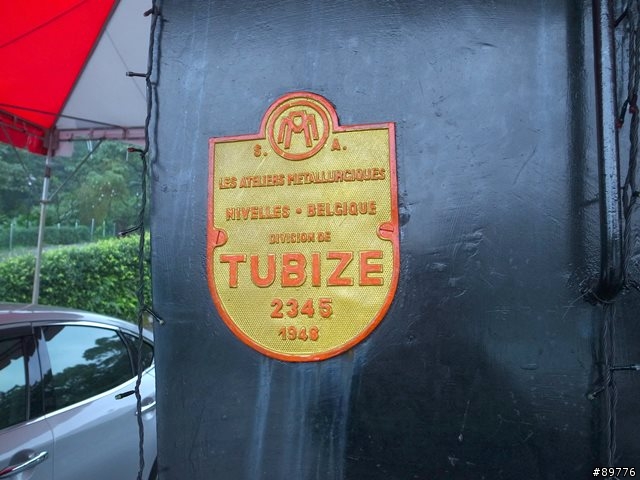 S. A.
LES ATELIERS METALLURGIQUES
NIVELLES - BELGIQUE
DIVISION DE
TUBIZE
2345
1948
#89776